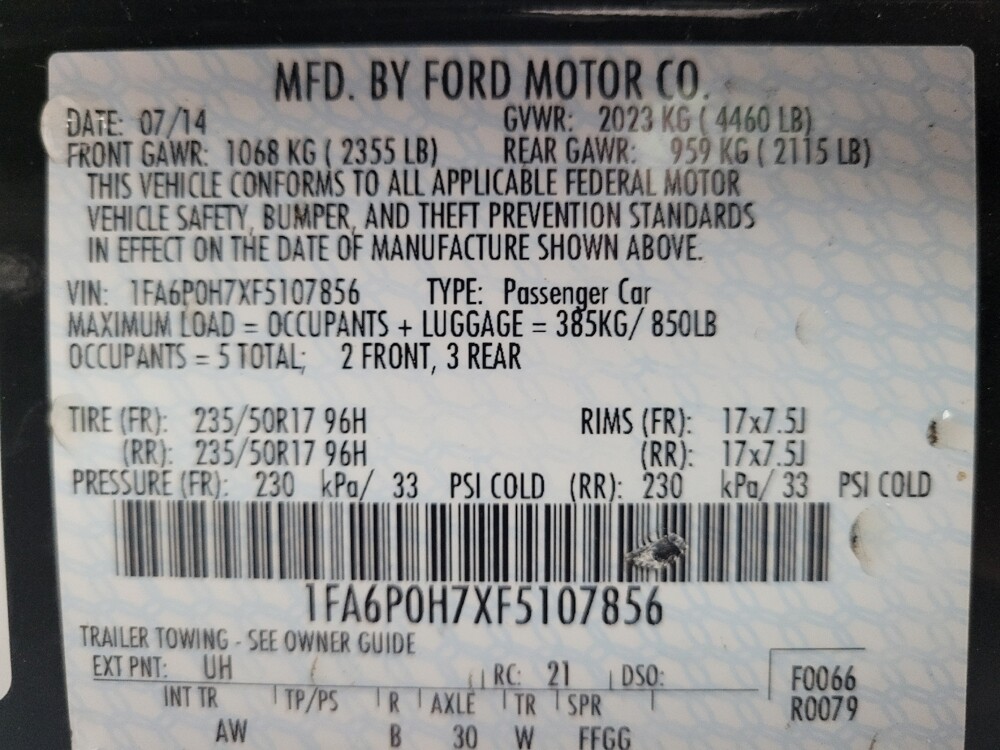 MFD. BY FORD MOTOR CO.
DATE: 07/14 GVWR: 2023 KG ( 4460 LB)
FRONT GAWR: 1068 KG ( 2355 LB) REAR GAWR: 959 KG ( 2115 LB)
THIS VEHICLE CONFORMS TO ALL APPLICABLE FEDERAL MOTOR
VEHICLE SAFETY, BUMPER, AND THEFT PREVENTION STANDARDS
IN EFFECT ON THE DATE OF MANUFACTURE SHOWN ABOVE.
VIN: 1FA6P0H7XF5107856 TYPE: Passenger Car
MAXIMUM LOAD = OCCUPANTS + LUGGAGE = 385KG/ 850LB
OCCUPANTS = 5 TOTAL; 2 FRONT, 3 REAR
TIRE (FR): 235/50R17 96H RIMS (FR): 17x7.5J
(RR): 235/50R17 96H (RR): 17x7.5J
PRESSURE (FR): 230 kPa/ 33 PSI COLD (RR): 230 kPa/ 33 PSI COLD
1FA6P0H7XF5107856
TRAILER TOWING - SEE OWNER GUIDE
EXT PNT: UH RC: 21 DSO: F0066
INT TR TP/PS R AXLE TR SPR R0079
AW B 30 W FFGG